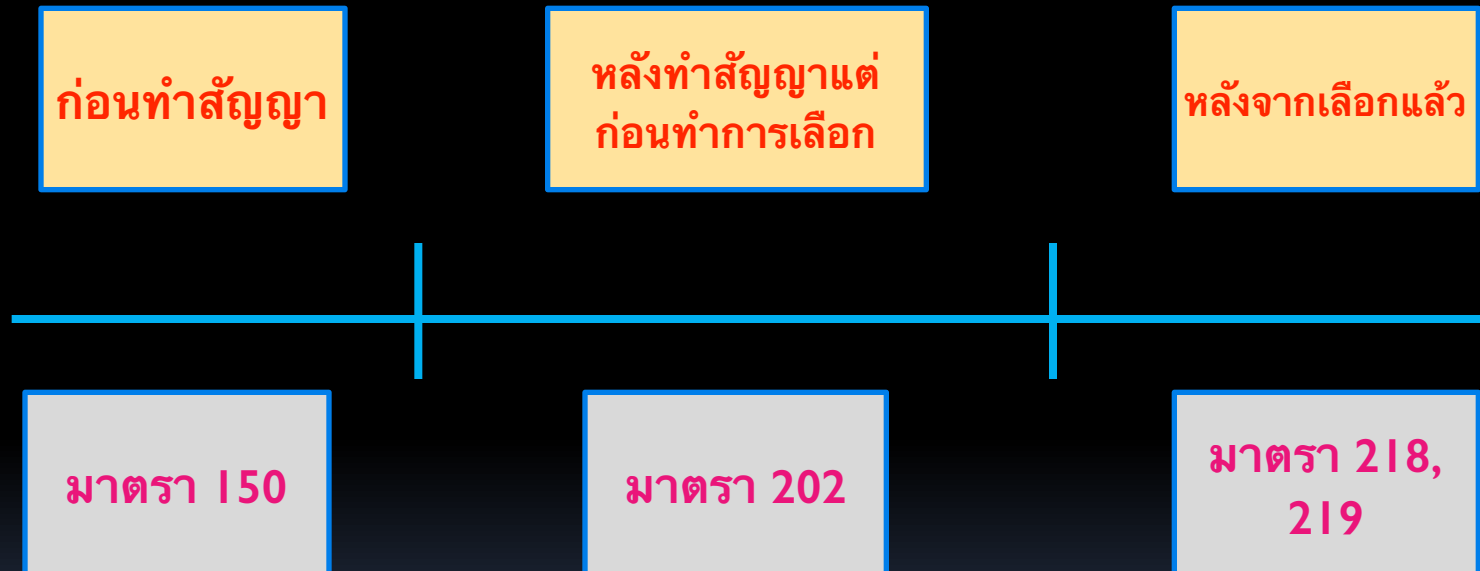 ก่อนทำสัญญา
หลังทำสัญญาแต่
ก่อนทำการเลือก
หลังจากเลือกแล้ว
มาตรา 150
มาตรา 202
มาตรา 218,
219